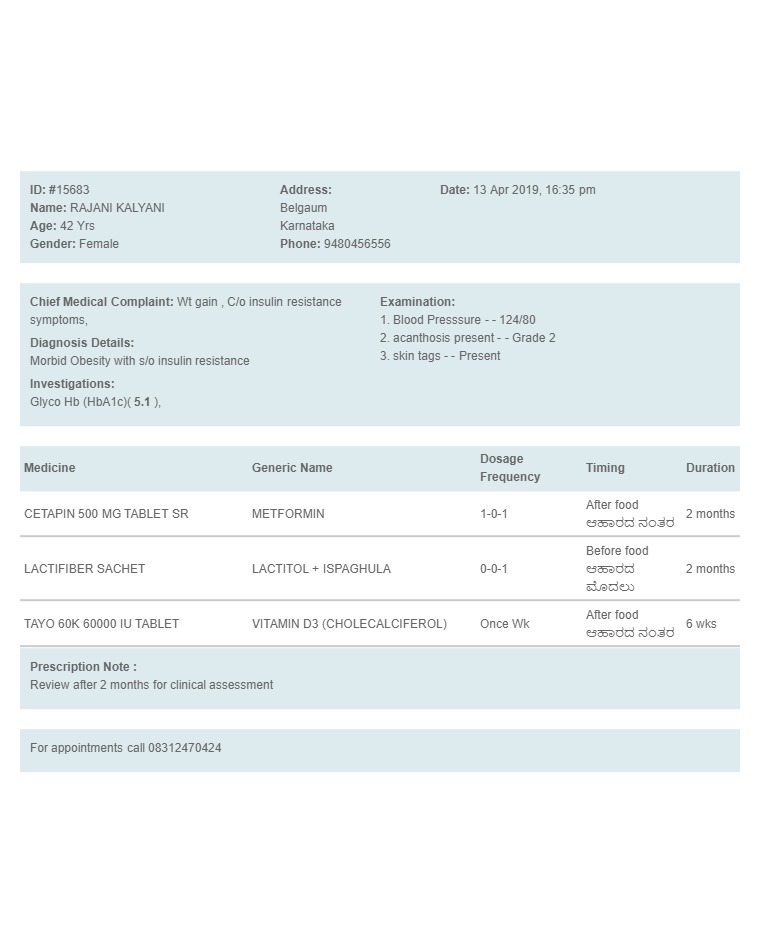 ID: #15683
Name: RAJANI KALYANI
Age: 42 Yrs
Gender: Female
Address:
Belgaum
Karnataka
Phone: 9480456556
Date: 13 Apr 2019, 16:35 pm
Chief Medical Complaint: Wt gain , C/o insulin resistance
symptoms,
Diagnosis Details:
Morbid Obesity with s/o insulin resistance
Investigations:
Glyco Hb (HbA1c)( 5.1 ),
Examination:
1. Blood Presssure - - 124/80
2. acanthosis present - - Grade 2
3. skin tags - - Present
Medicine Generic Name Dosage Frequency Timing Duration
CETAPIN 500 MG TABLET SR METFORMIN 1-0-1 After food ಆಹಾರದ ನಂತರ 2 months
LACTIFIBER SACHET LACTITOL + ISPAGHULA 0-0-1 Before food ಆಹಾರದ ಮೊದಲು 2 months
TAYO 60K 60000 IU TABLET VITAMIN D3 (CHOLECALCIFEROL) Once Wk After food ಆಹಾರದ ನಂತರ 6 wks
Prescription Note :
Review after 2 months for clinical assessment
For appointments call 08312470424